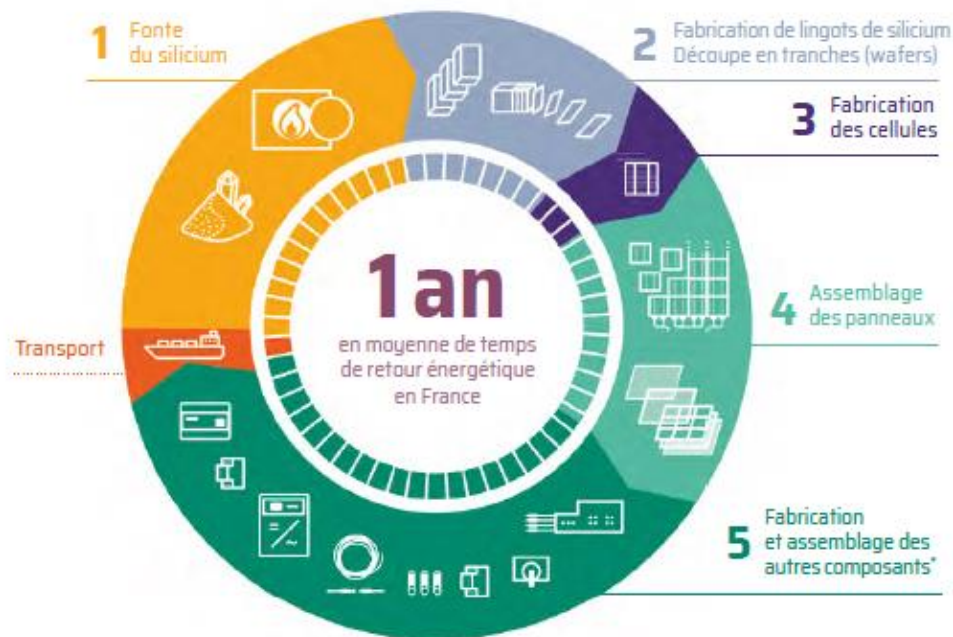 1 Fonte
du silicium
2 Fabrication de lingots de silicium
Découpe en tranches (wafers)
3 Fabrication
des cellules
4 Assemblage
des panneaux
5 Fabrication
et assemblage des
autres composants*
Transport
1 an
en moyenne de temps
de retour énergétique
en France